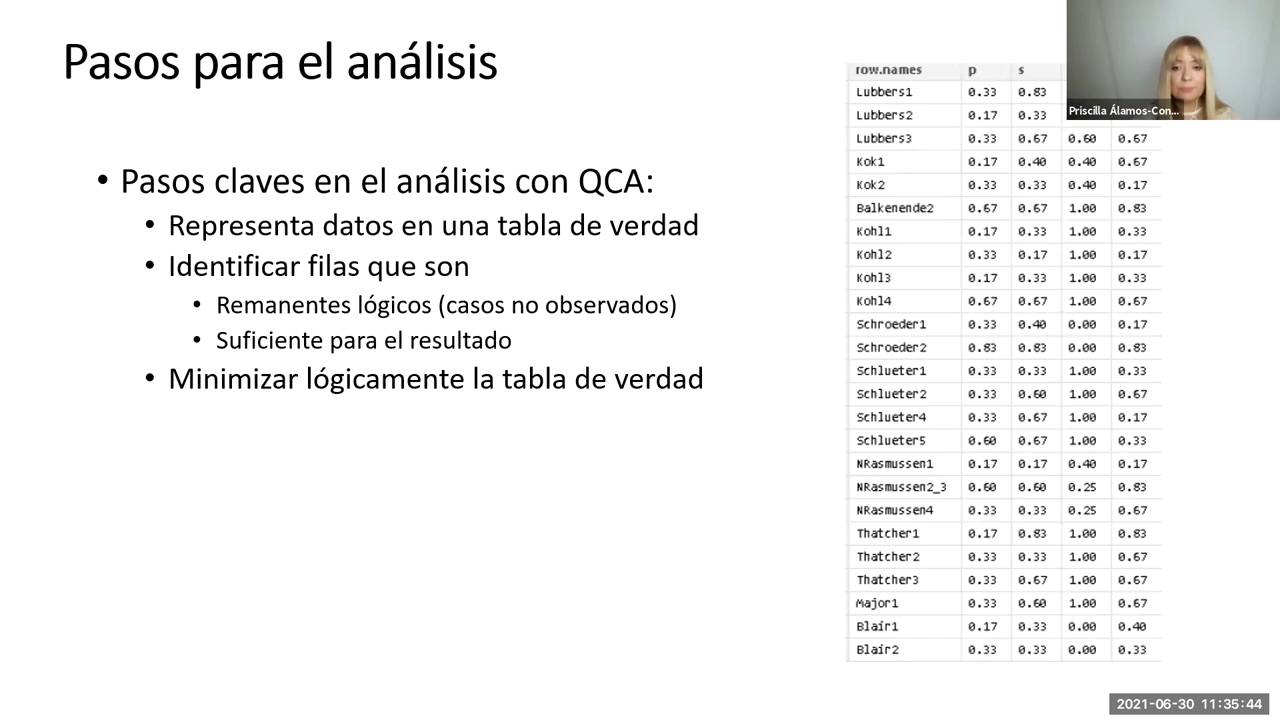 Pasos para el análisis
• Pasos claves en el análisis con QCA:
• Representa datos en una tabla de verdad
• Identificar filas que son
• Remanentes lógicos (casos no observados)
• Suficiente para el resultado
• Minimizar lógicamente la tabla de verdad
row.names p s
Lubbers1 0.33 0.83
Lubbers2 0.17 0.33
Lubbers3 0.33 0.67 0.60 0.67
Kok1 0.17 0.40 0.40 0.67
Kok2 0.33 0.33 0.40 0.17
Balkenende2 0.67 0.67 1.00 0.83
Kohl1 0.17 0.33 1.00 0.33
Kohl2 0.33 0.17 1.00 0.17
Kohl3 0.17 0.33 1.00 0.33
Kohl4 0.67 0.67 1.00 0.67
Schroeder1 0.33 0.40 0.00 0.17
Schroeder2 0.83 0.83 0.00 0.83
Schlueter1 0.33 0.33 1.00 0.33
Schlueter2 0.33 0.60 1.00 0.67
Schlueter4 0.33 0.67 1.00 0.17
Schlueter5 0.60 0.67 1.00 0.33
NRasmussen1 0.17 0.17 0.40 0.17
NRasmussen2_3 0.60 0.60 0.25 0.83
NRasmussen4 0.33 0.33 0.25 0.67
Thatcher1 0.17 0.83 1.00 0.83
Thatcher2 0.33 0.33 1.00 0.67
Thatcher3 0.33 0.67 1.00 0.67
Major1 0.33 0.60 1.00 0.67
Blair1 0.17 0.33 0.00 0.40
Blair2 0.33 0.33 0.00 0.33
Priscilla Álamos-Con...
2021-06-30 11:35:44